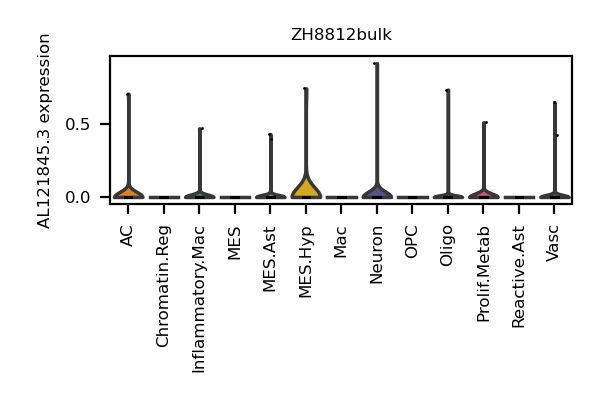 ZH8812bulk
AL121845.3 expression
0.5
0.0
AC
Chromatin.Reg
Inflammatory.Mac
MES
MES.Ast
MES.Hyp
Mac
Neuron
OPC
Oligo
Prolif.Metab
Reactive.Ast
Vasc